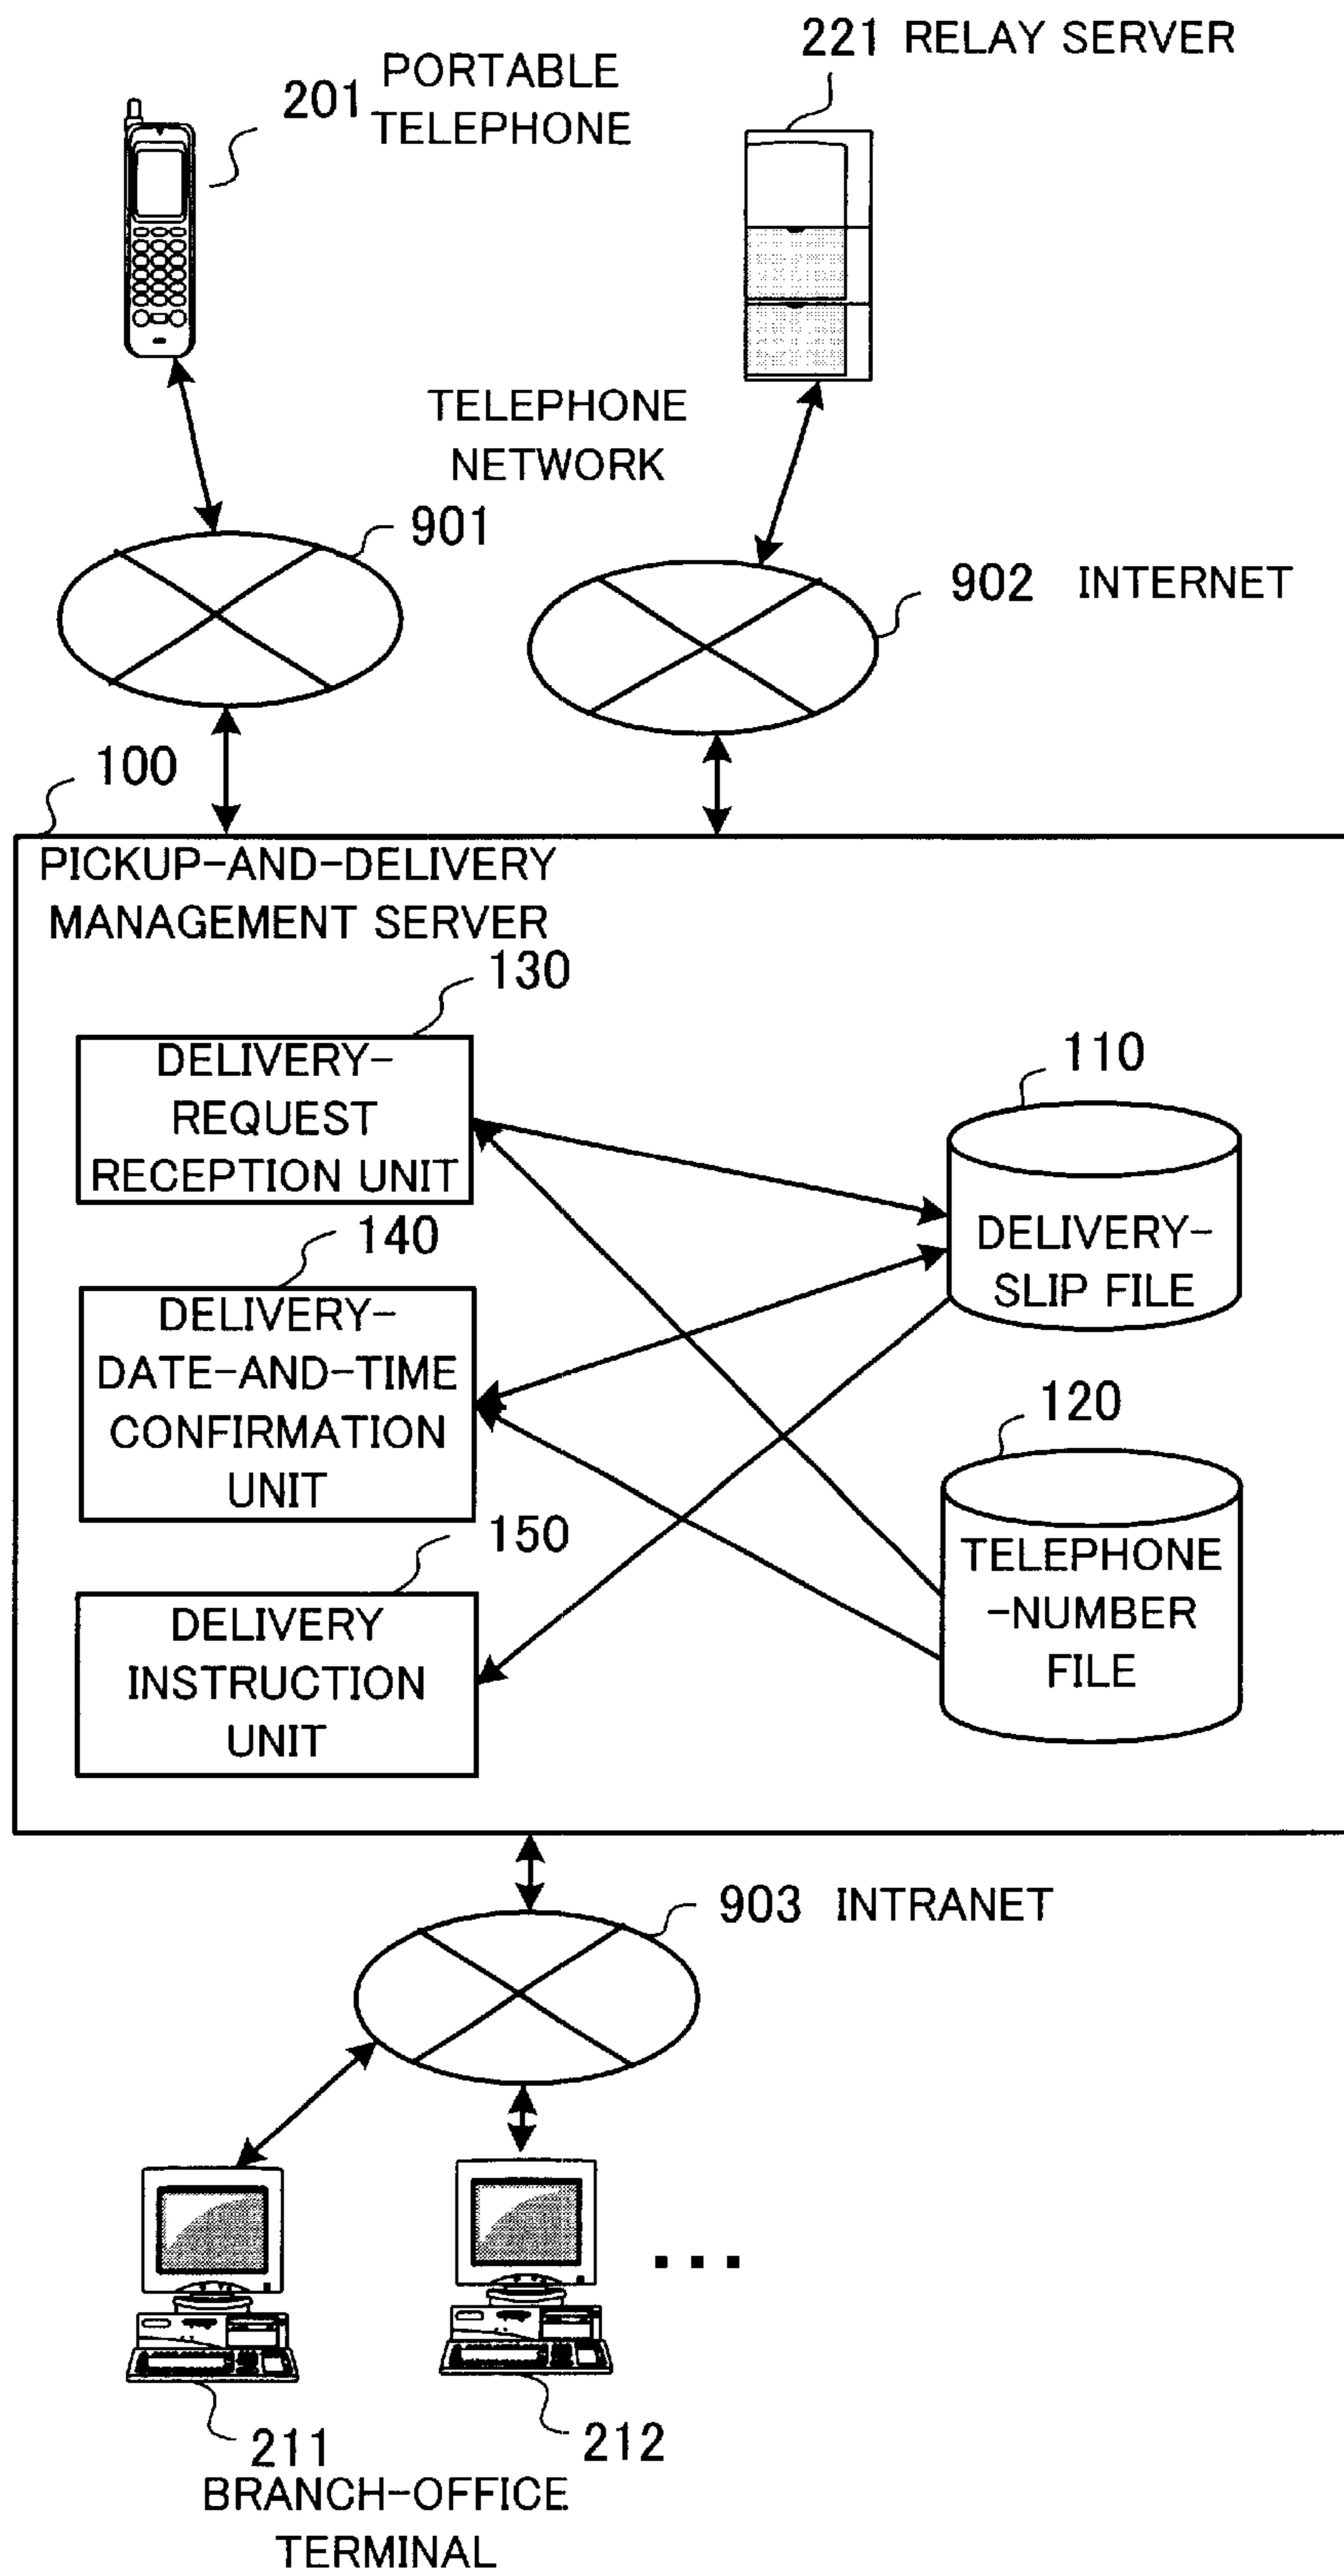 221 RELAY SERVER
PORTABLE
201 TELEPHONE
TELEPHONE
NETWORK
901
902 INTERNET
100
PICKUP-AND-DELIVERY
MANAGEMENT SERVER
130
DELIVERY-
REQUEST
RECEPTION UNIT
110
DELIVERY-
SLIP FILE
140
DELIVERY-
DATE-AND-TIME
CONFIRMATION
UNIT
120
TELEPHONE
-NUMBER
FILE
150
DELIVERY
INSTRUCTION
UNIT
903 INTRANET
...
211
212
BRANCH-OFFICE
TERMINAL